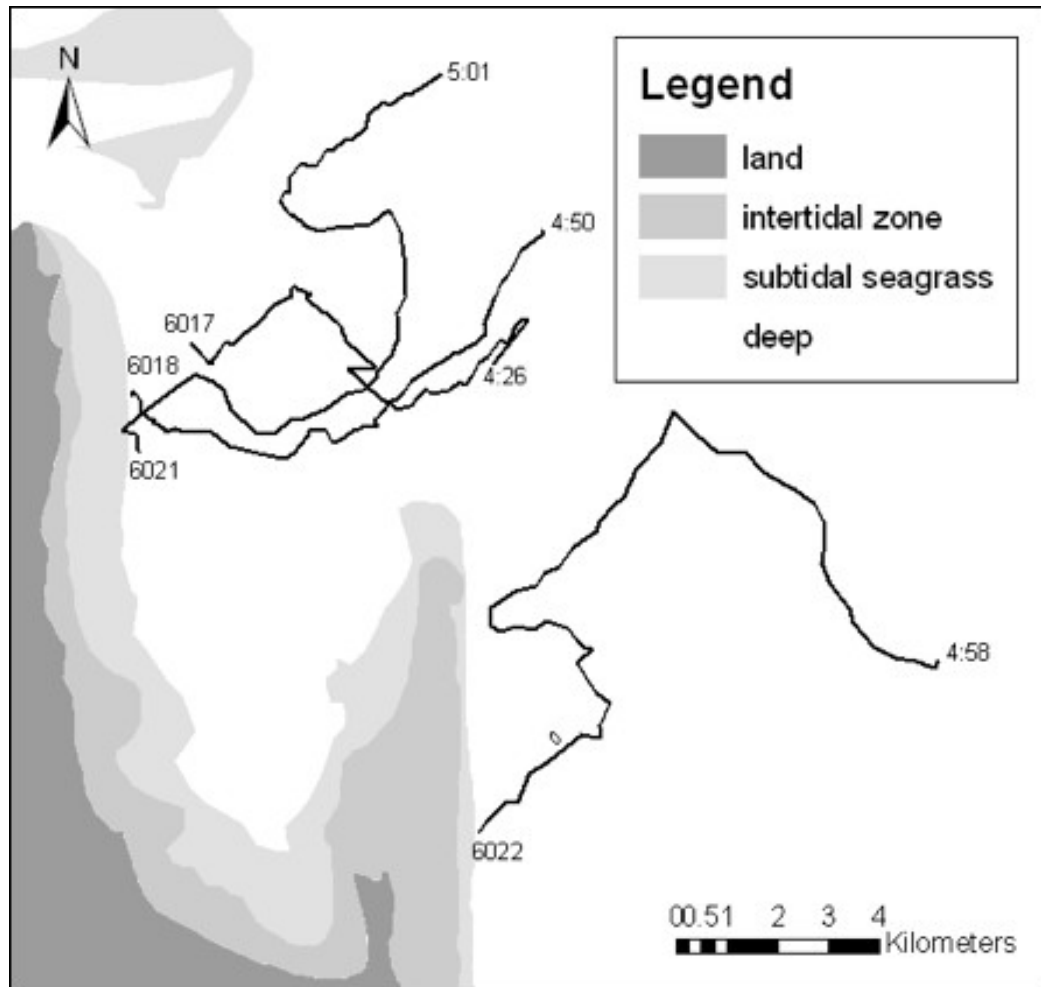 N
5:01
Legend
land
intertidal zone
subtidal seagrass
deep
4:50
6017
6018
4:26
6021
4:58
0
6022
00.51 2 3 4
Kilometers